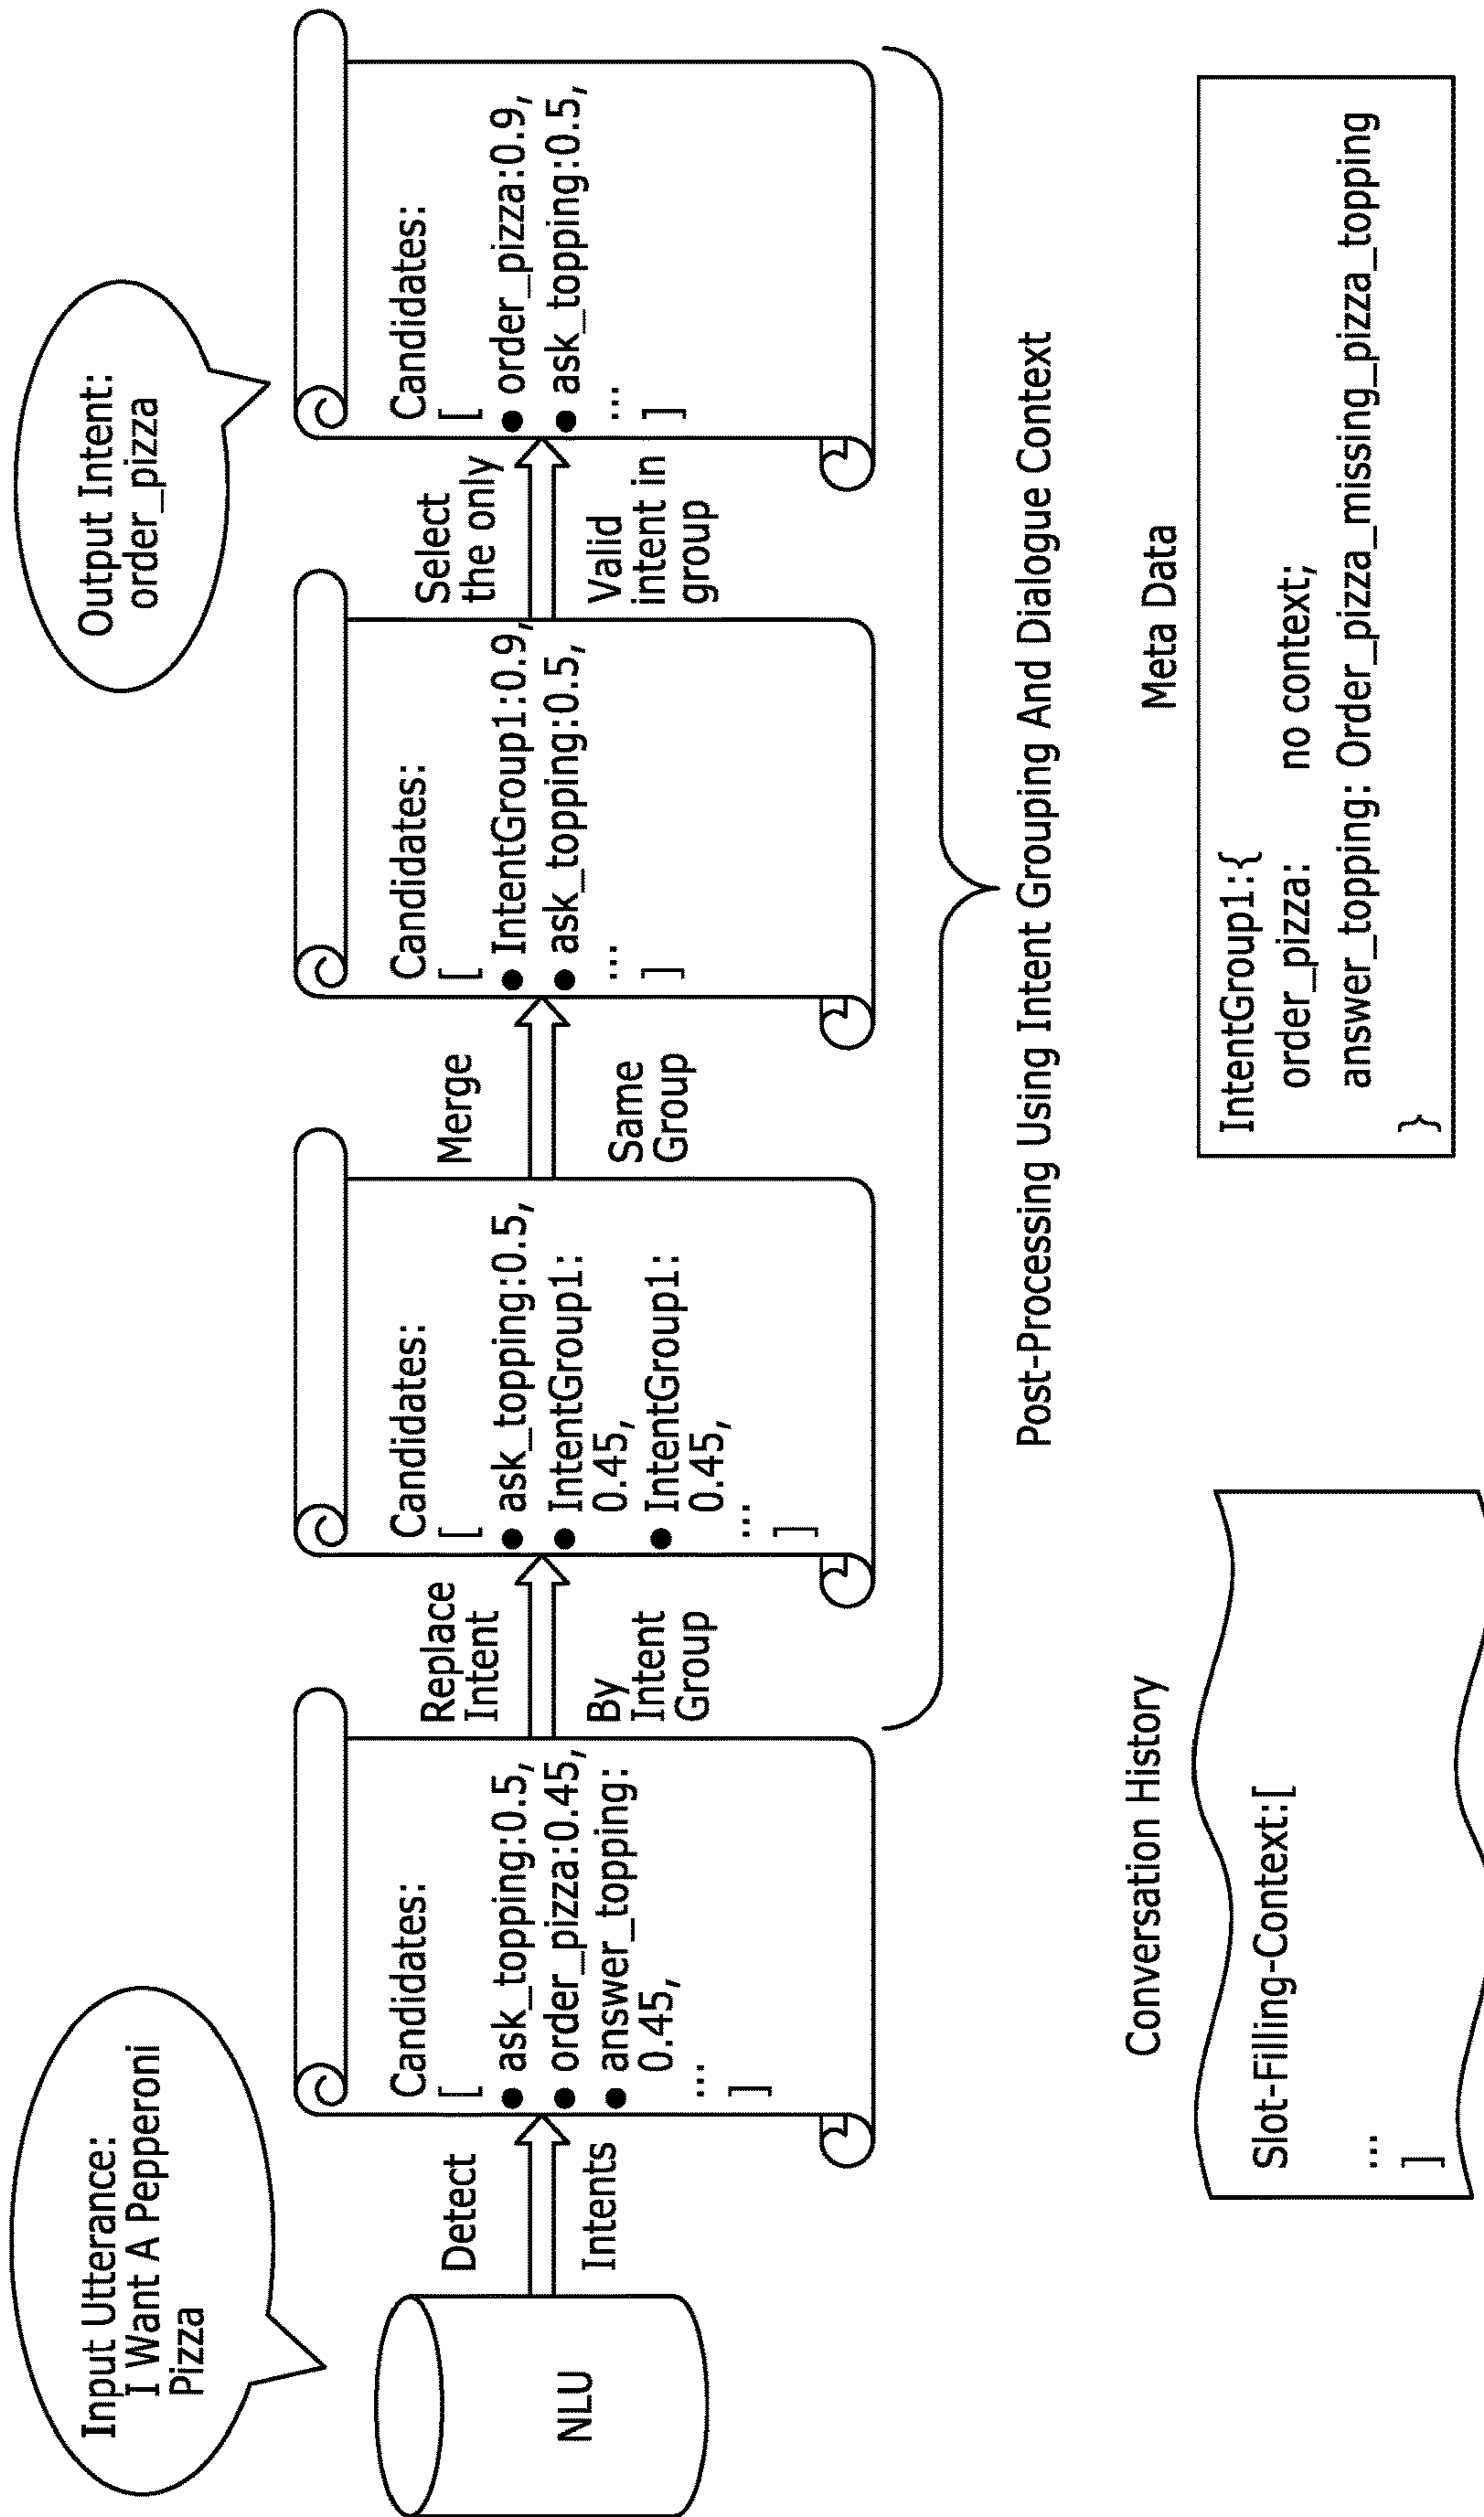 Input Utterance:
I Want A Pepperoni
Pizza
NLU
Detect
Intents
Candidates:
[
● ask_topping:0.5,
● order_pizza:0.45,
● answer_topping:
0.45,
...
]
Replace
Intent
By
Intent
Group
Candidates:
[
● ask_topping:0.5,
● IntentGroup1:
0.45,
● IntentGroup1:
0.45,
...
]
Merge
Same
Group
Candidates:
[
● IntentGroup1:0.9,
● ask_topping:0.5,
...
]
Select
the only
Valid
intent in
group
Output Intent:
order_pizza
Candidates:
[
● order_pizza:0.9,
● ask_topping:0.5,
...
]
Post-Processing Using Intent Grouping And Dialogue Context
Conversation History
Slot-Filling-Context:[
...
]
Meta Data
IntentGroup1:{
order_pizza: no context;
answer_topping: Order_pizza_missing_pizza_topping
}